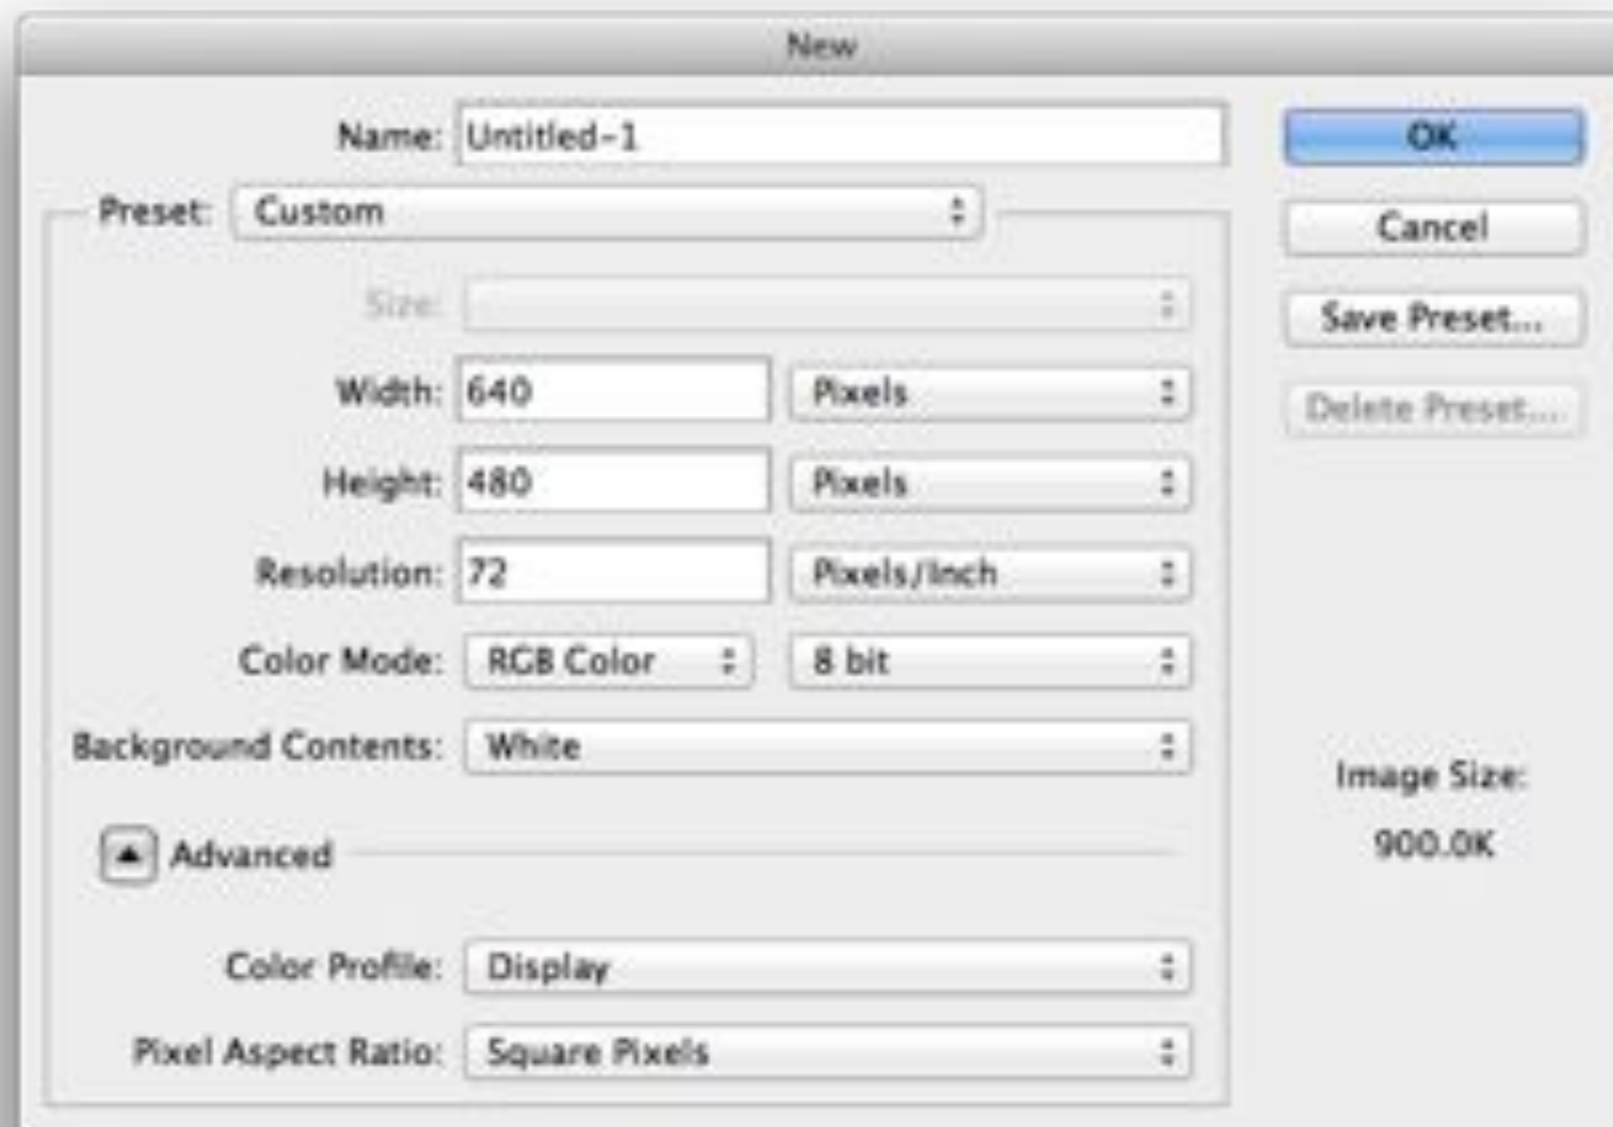 New
Name: Untitled-1
OK
Preset: Custom
Cancel
Size:
Save Preset...
Width: 640 Pixels
Delete Preset...
Height: 480 Pixels
Resolution: 72 Pixels/Inch
Color Mode: RGB Color 8 bit
Background Contents: White
Image Size:
900.0K
Advanced
Color Profile: Display
Pixel Aspect Ratio: Square Pixels